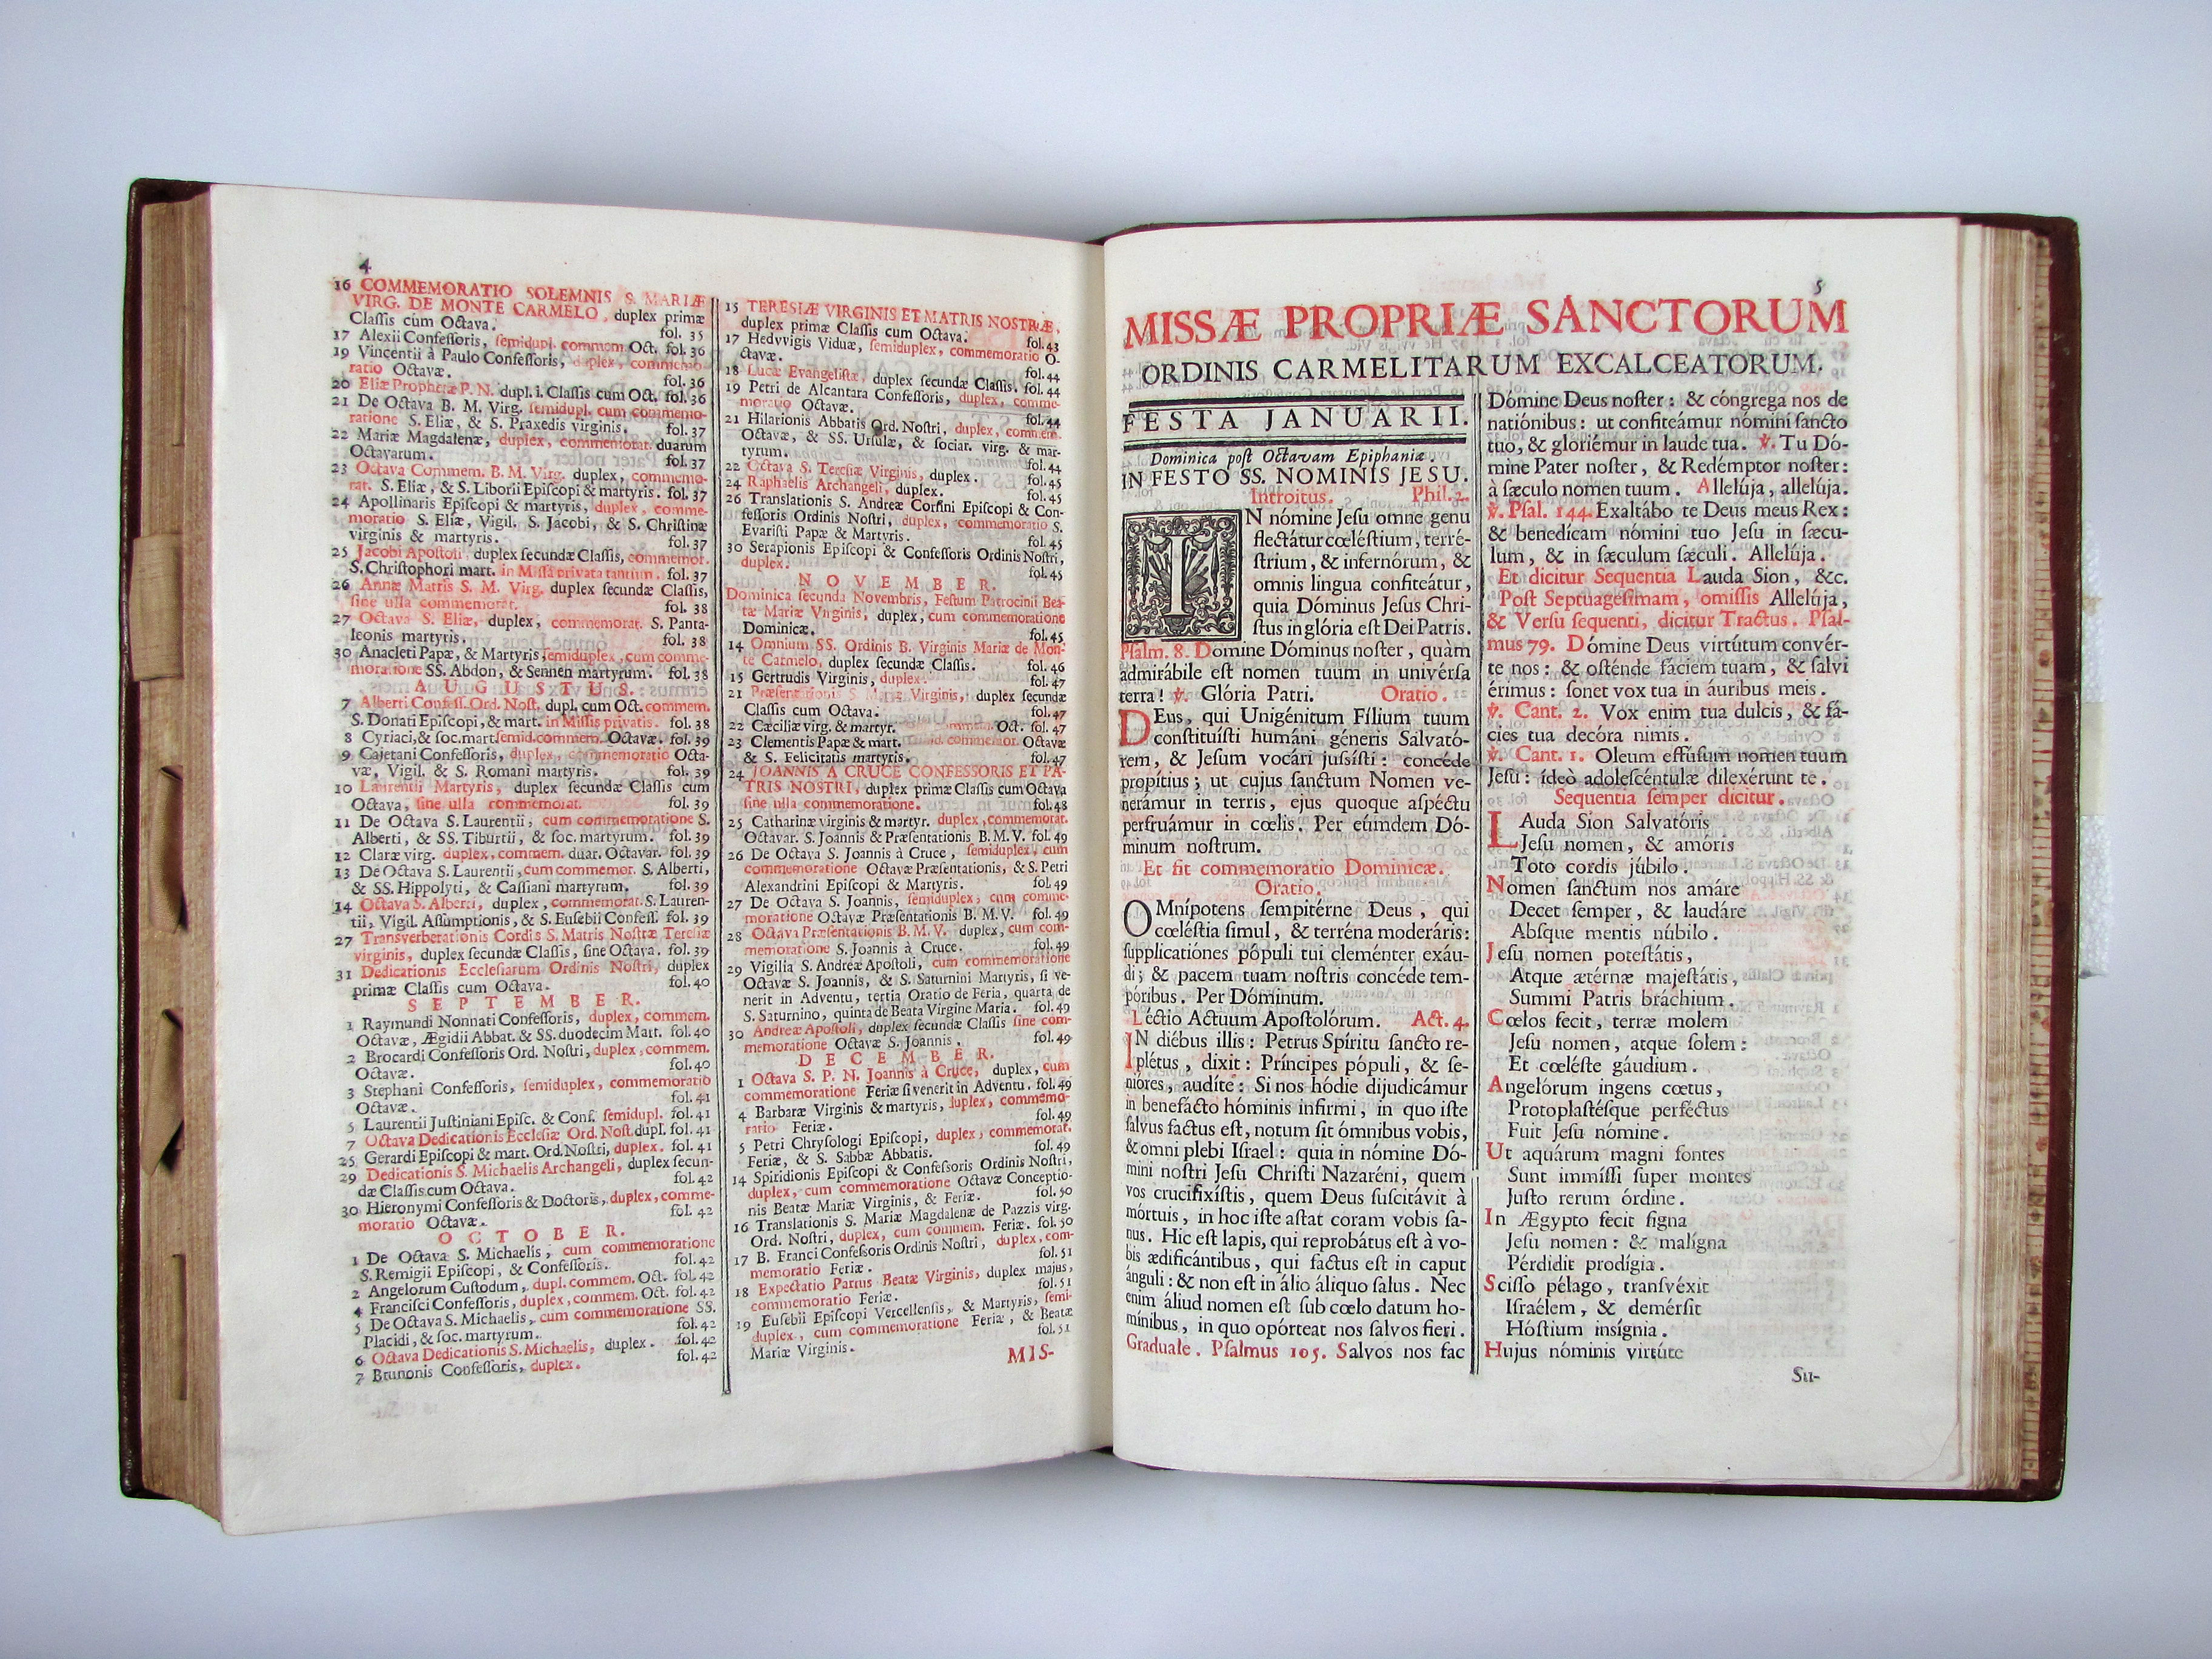 4
16 COMMEMORATIO SOLEMNIS S. MARIÆ
VIRG. DE MONTE CARMELO, duplex primæ
Claſſis cum Octava. fol. 35
17 Alexii Confeſſoris, ſemidupl. commem. Oct. fol. 36
19 Vincentii à Paulo Confeſſoris, duplex, commemo-
ratio Octavæ. fol. 36
20 Eliæ Prophetæ P. N. dupl. i. Claſſis cum Oct. fol. 36
21 De Octava B. M. Virg. ſemidupl. cum commemo-
ratione S. Eliæ, & S. Praxedis virginis. fol. 37
22 Mariæ Magdalenæ, duplex, commemorat. duarum
Octavarum. fol. 37
23 Octava Commem. B. M. Virg. duplex, commemo-
rat. S. Eliæ, & S. Liborii Epiſcopi & martyris. fol. 37
24 Apollinaris Epiſcopi & martyris, duplex, comme-
moratio S. Eliæ, Vigil. S. Jacobi, & S. Chriſtinæ
virginis & martyris. fol. 37
25 Jacobi Apoſtoli, duplex ſecundæ Claſſis, commemor.
S. Chriſtophori mart. in Miſſa privata tantum. fol. 37
26 Annæ Matris S. M. Virg. duplex ſecundæ Claſſis,
ſine ulla commemorat. fol. 38
27 Octava S. Eliæ, duplex, commemorat. S. Panta-
leonis martyris. fol. 38
30 Anacleti Papæ, & Martyris, ſemiduplex, cum comme-
moratione SS. Abdon, & Sennen martyrum. fol. 38
AUGUSTUS.
7 Alberti Confeſſ. Ord. Noſt. dupl. cum Oct. commem.
S. Donati Epiſcopi, & mart. in Miſſis privatis. fol. 38
8 Cyriaci, & ſoc. mart. ſemid. commem. Octavæ. fol. 39
9 Cajetani Confeſſoris, duplex, commemoratio Octa-
væ, Vigil. & S. Romani martyris. fol. 39
10 Laurentii Martyris, duplex ſecundæ Claſſis cum
Octava, ſine ulla commemorat. fol. 39
11 De Octava S. Laurentii, cum commemoratione S.
Alberti, & SS. Tiburtii, & ſoc. martyrum. fol. 39
12 Claræ virg. duplex, commem. duar. Octavar. fol. 39
13 De Octava S. Laurentii, cum commemor. S. Alberti,
& SS. Hippolyti, & Caſſiani martyrum. fol. 39
14 Octava S. Alberti, duplex, commemorat. S. Lauren-
tii, Vigil. Aſſumptionis, & S. Euſebii Confeſſ. fol. 39
27 Transverberationis Cordis S. Matris Noſtræ Tereſiæ
virginis, duplex ſecundæ Claſſis, ſine Octava. fol. 39
31 Dedicationis Eccleſiarum Ordinis Noſtri, duplex
primæ Claſſis cum Octava. fol. 40
SEPTEMBER.
1 Raymundi Nonnati Confeſſoris, duplex, commem.
Octavæ, Ægidii Abbat. & SS. duodecim Mart. fol. 40
2 Brocardi Confeſſoris Ord. Noſtri, duplex, commem.
Octavæ. fol. 40
3 Stephani Confeſſoris, ſemiduplex, commemoratio
Octavæ. fol. 41
5 Laurentii Juſtiniani Epiſc. & Conf. ſemidupl. fol. 41
7 Octava Dedicationis Eccleſiæ Ord. Noſt. dupl. fol. 41
25 Gerardi Epiſcopi & mart. Ord. Noſtri, duplex. fol. 41
29 Dedicationis S. Michaelis Archangeli, duplex ſecun-
dæ Claſſis cum Octava. fol. 42
30 Hieronymi Confeſſoris & Doctoris, duplex, comme-
moratio Octavæ. fol. 42
OCTOBER.
1 De Octava S. Michaelis, cum commemoratione
S. Remigii Epiſcopi, & Confeſſoris. fol. 42
2 Angelorum Cuſtodum, dupl. commem. Oct. fol. 42
4 Franciſci Confeſſoris, duplex, commem. Oct. fol. 42
5 De Octava S. Michaelis, cum commemoratione SS.
Placidi, & ſoc. martyrum. fol. 42
6 Octava Dedicationis S. Michaelis, duplex. fol. 42
7 Brunonis Confeſſoris, duplex. fol. 42
15 TERESIÆ VIRGINIS ET MATRIS NOSTRÆ,
duplex primæ Claſſis cum Octava. fol. 43
17 Hedvvigis Viduæ, ſemiduplex, commemoratio O-
ctavæ. fol. 44
18 Lucæ Evangeliſtæ, duplex ſecundæ Claſſis. fol. 44
19 Petri de Alcantara Confeſſoris, duplex, comme-
moratio Octavæ. fol. 44
21 Hilarionis Abbatis Ord. Noſtri, duplex, commem.
Octavæ, & SS. Urſulæ, & ſociar. virg. & mar-
tyrum. fol. 44
22 Octava S. Tereſiæ Virginis, duplex. fol. 45
24 Raphaelis Archangeli, duplex. fol. 45
26 Translationis S. Andreæ Corſini Epiſcopi & Con-
feſſoris Ordinis Noſtri, duplex, commemoratio S.
Evariſti Papæ & Martyris. fol. 45
30 Serapionis Epiſcopi & Confeſſoris Ordinis Noſtri,
duplex. fol. 45
NOVEMBER.
Dominica ſecunda Novembris, Feſtum Patrocinii Bea-
tæ Mariæ Virginis, duplex, cum commemoratione
Dominicæ. fol. 45
14 Omnium SS. Ordinis B. Virginis Mariæ de Mon-
te Carmelo, duplex ſecundæ Claſſis. fol. 46
15 Gertrudis Virginis, duplex. fol. 47
21 Præſentationis S. Mariæ Virginis, duplex ſecundæ
Claſſis cum Octava. fol. 47
22 Cæciliæ virg. & martyr. commem. Oct. fol. 47
23 Clementis Papæ & mart. commemor. Octavæ
& S. Felicitatis martyris. fol. 47
24 JOANNIS A CRUCE CONFESSORIS ET PA-
TRIS NOSTRI, duplex primæ Claſſis cum Octava
ſine ulla commemoratione. fol. 48
25 Catharinæ virginis & martyr. duplex, commemorat.
Octavar. S. Joannis & Præſentationis B. M. V. fol. 49
26 De Octava S. Joannis à Cruce, ſemiduplex, cum
commemoratione Octavæ Præſentationis, & S. Petri
Alexandrini Epiſcopi & Martyris. fol. 49
27 De Octava S. Joannis, ſemiduplex, cum comme-
moratione Octavæ Præſentationis B. M. V. fol. 49
28 Octava Præſentationis B. M. V. duplex, cum com-
memoratione S. Joannis à Cruce. fol. 49
29 Vigilia S. Andreæ Apoſtoli, cum commemoratione
Octavæ S. Joannis, & S. Saturnini Martyris, ſi ve-
nerit in Adventu, tertia Oratio de Feria, quarta de
S. Saturnino, quinta de Beata Virgine Maria. fol. 49
30 Andreæ Apoſtoli, duplex ſecundæ Claſſis ſine com-
memoratione Octavæ S. Joannis. fol. 49
DECEMBER.
1 Octava S. P. N. Joannis à Cruce, duplex, cum
commemoratione Feriæ ſi venerit in Adventu. fol. 49
4 Barbaræ Virginis & martyris, duplex, commemo-
ratio Feriæ. fol. 49
5 Petri Chryſologi Epiſcopi, duplex, commemorat.
Feriæ, & S. Sabbæ Abbatis. fol. 49
14 Spiridionis Epiſcopi & Confeſſoris Ordinis Noſtri,
duplex, cum commemoratione Octavæ Conceptio-
nis Beatæ Mariæ Virginis, & Feriæ. fol. 50
16 Translationis S. Mariæ Magdalenæ de Pazzis virg.
Ord. Noſtri, duplex, cum commem. Feriæ. fol. 50
17 B. Franci Confeſſoris Ordinis Noſtri, duplex, com-
memoratio Feriæ. fol. 51
18 Expectatio Partus Beatæ Virginis, duplex majus,
commemoratio Feriæ. fol. 51
19 Euſebii Epiſcopi Vercellenſis, & Martyris, ſemi-
duplex, cum commemoratione Feriæ, & Beatæ
Mariæ Virginis. fol. 51
MIS-
5
MISSÆ PROPRIÆ SANCTORUM
ORDINIS CARMELITARUM EXCALCEATORUM.
FESTA JANUARII.
Dominica poſt Octavam Epiphaniæ.
IN FESTO SS. NOMINIS JESU.
Introitus. Phil. 2.
IN nómine Jeſu omne genu
flectátur cœléſtium, terré-
ſtrium, & infernórum, &
omnis lingua confiteátur,
quia Dóminus Jeſus Chri-
ſtus in glória eſt Dei Patris.
Pſalm. 8. Dómine Dóminus noſter, quàm
admirábile eſt nomen tuum in univérſa
terra! ℣. Glória Patri. Oratio.
DEus, qui Unigénitum Fílium tuum
conſtituíſti humáni géneris Salvató-
rem, & Jeſum vocári juſsíſti: concéde
propítius; ut cujus ſanctum Nomen ve-
nerámur in terris, ejus quoque aſpéctu
perfruámur in cœlis. Per eúmdem Dó-
minum noſtrum.
Et fit commemoratio Dominicæ.
Oratio.
OMnípotens ſempitérne Deus, qui
cœléſtia ſimul, & terréna moderáris:
ſupplicatiónes pópuli tui cleménter exáu-
di; & pacem tuam noſtris concéde tem-
póribus. Per Dóminum.
Léctio Actuum Apoſtolórum. Act. 4.
IN diébus illis: Petrus Spíritu ſancto re-
plétus, dixit: Príncipes pópuli, & ſe-
nióres, audíte: Si nos hódie dijudicámur
in benefácto hóminis infirmi, in quo iſte
ſalvus factus eſt, notum ſit ómnibus vobis,
& omni plebi Iſrael: quia in nómine Dó-
mini noſtri Jeſu Chriſti Nazaréni, quem
vos crucifixíſtis, quem Deus ſuſcitávit à
mórtuis, in hoc iſte aſtat coram vobis ſa-
nus. Hic eſt lapis, qui reprobátus eſt à vo-
bis ædificántibus, qui factus eſt in caput
ánguli: & non eſt in álio áliquo ſalus. Nec
enim áliud nomen eſt ſub cœlo datum ho-
mínibus, in quo opórteat nos ſalvos fieri.
Graduale. Pſalmus 105. Salvos nos fac
Dómine Deus noſter: & cóngrega nos de
natiónibus: ut confiteámur nómini ſancto
tuo, & gloriémur in laude tua. ℣. Tu Dó-
mine Pater noſter, & Redémptor noſter:
à ſæculo nomen tuum. Allelúja, allelúja.
℣. Pſal. 144. Exaltábo te Deus meus Rex:
& benedícam nómini tuo Jeſu in ſæcu-
lum, & in ſæculum ſæculi. Allelúja.
Et dicitur Sequentia Lauda Sion, &c.
Poſt Septuageſimam, omiſſis Allelúja,
& Verſu ſequenti, dicitur Tractus. Pſal-
mus 79. Dómine Deus virtútum convér-
te nos: & oſténde fáciem tuam, & ſalvi
érimus: ſonet vox tua in áuribus meis.
℣. Cant. 2. Vox enim tua dulcis, & fá-
cies tua decóra nimis.
℣. Cant. 1. Oleum effúſum nomen tuum
Jeſu: ídeò adoleſcéntulæ dilexérunt te.
Sequentia ſemper dicitur.
LAuda Sion Salvatóris
Jeſu nomen, & amóris
Toto cordis júbilo.
Nomen ſanctum nos amáre
Decet ſemper, & laudáre
Abſque mentis núbilo.
Jeſu nomen poteſtátis,
Atque ætérnæ majeſtátis,
Summi Patris bráchium.
Cœlos fecit, terræ molem
Jeſu nomen, atque ſolem:
Et cœléſte gáudium.
Angelórum ingens cœtus,
Protoplaſtéſque perféctus
Fuit Jeſu nómine.
Ut aquárum magni fontes
Sunt immíſſi ſuper montes
Juſto rerum órdine.
In Ægypto fecit ſigna
Jeſu nomen: & malígna
Pérdidit prodígia.
Sciſſo pélago, tranſvéxit
Iſraélem, & demérſit
Hóſtium inſígnia.
Hujus nóminis virtúte
Su-